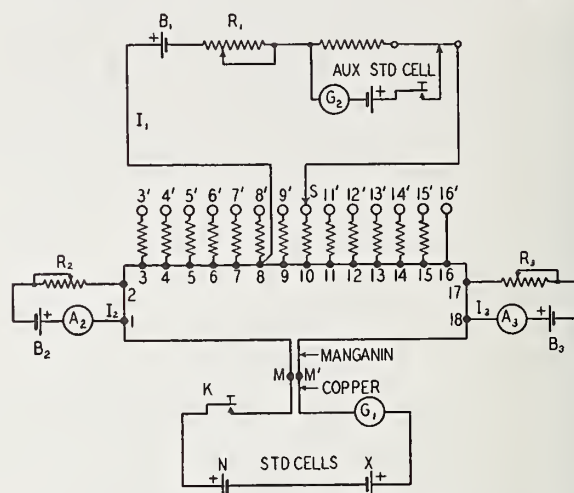 B₁ R₁
+
AUX STD CELL
G₂ +
I₁
3' 4' 5' 6' 7' 8' 9' S 11' 12' 13' 14' 15' 16'
R₂ 3 4 5 6 7 8 9 10 11 12 13 14 15 16 R₃
2 17
+ A₂ I₂ 1 18 I₃ A₃ +
B₂ B₃
MANGANIN
M M'
COPPER
K G₁
N STD CELLS X
+ +